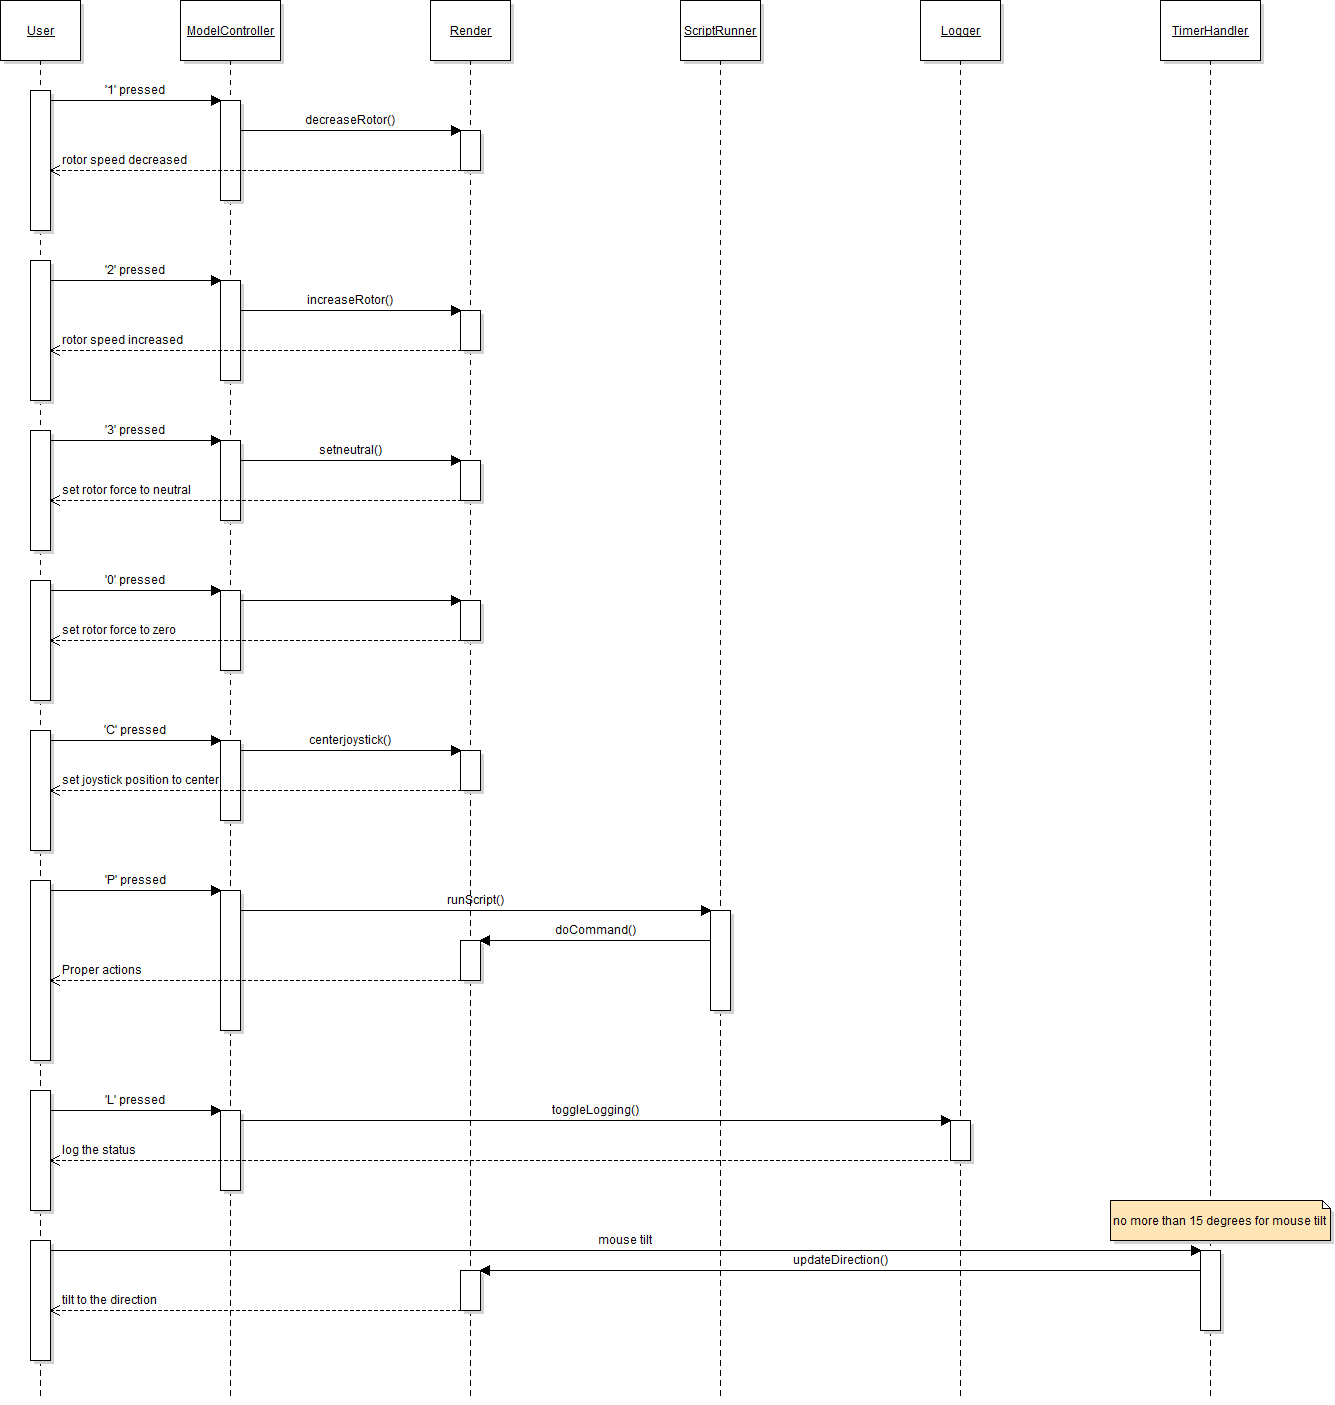 User
ModelController
Render
ScriptRunner
Logger
TimerHandler
'1' pressed
decreaseRotor()
rotor speed decreased
'2' pressed
increaseRotor()
rotor speed increased
'3' pressed
setneutral()
set rotor force to neutral
'0' pressed
set rotor force to zero
'C' pressed
centerjoystick()
set joystick position to center
'P' pressed
runScript()
doCommand()
Proper actions
'L' pressed
toggleLogging()
log the status
no more than 15 degrees for mouse tilt
mouse tilt
updateDirection()
tilt to the direction